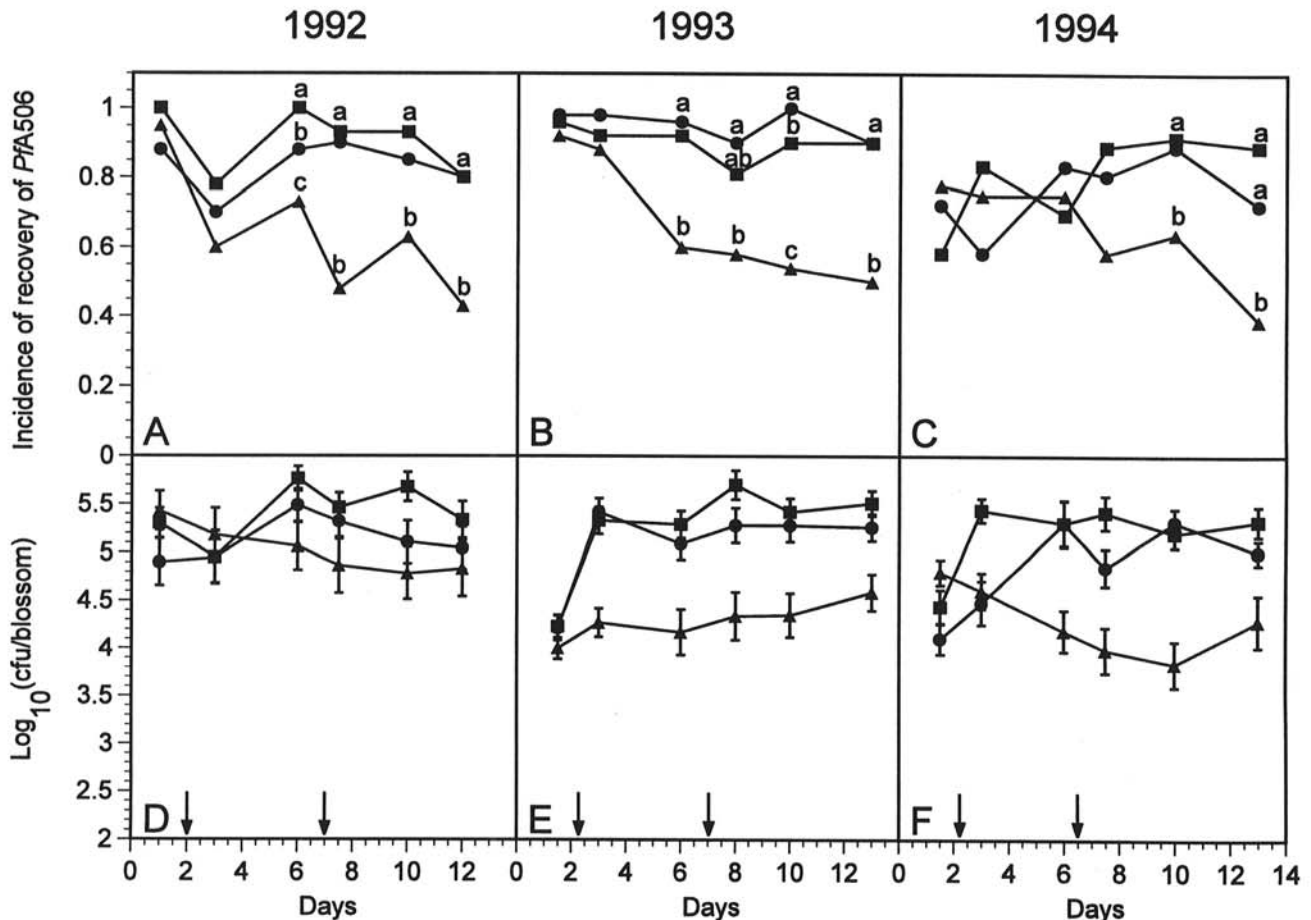 1992 1993 1994
Incidence of recovery of PfA506
1
0.8
0.6
0.4
0.2
0
a
a
a
b
a
c
b
b
b
A
a
a
a
b
a
ab
b
b
c
b
B
a
a
a
b
C
Log10(cfu/blossom)
5.5
5
4.5
4
3.5
3
2.5
2
D
E
F
0 2 4 6 8 10 12 0 2 4 6 8 10 12 0 2 4 6 8 10 12 14
Days Days Days